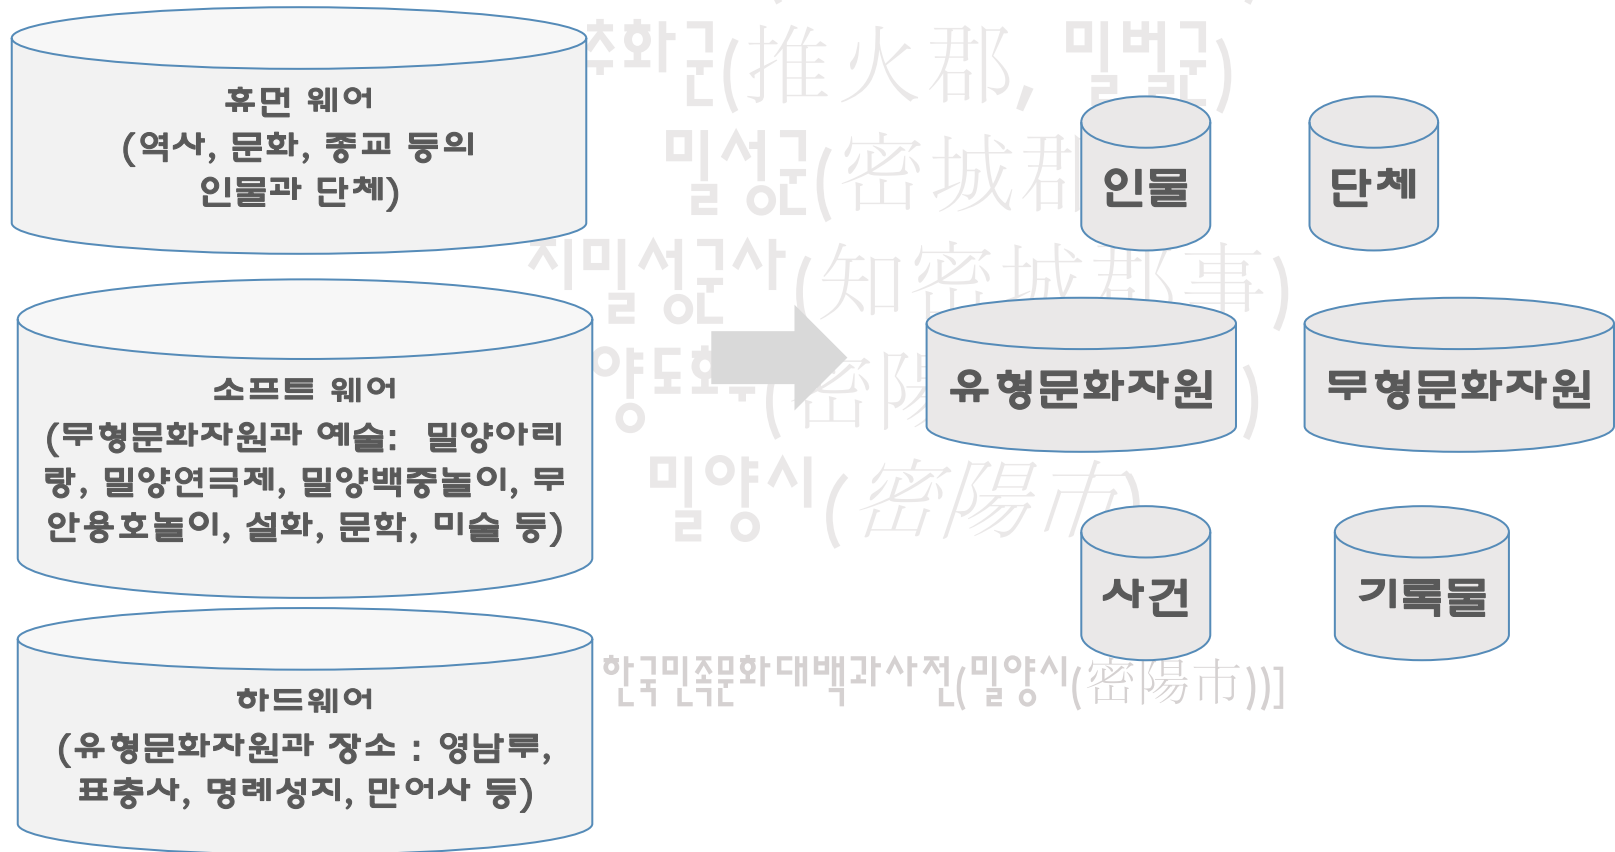 휴먼 웨어
(역사, 문화, 종교 등의
인물과 단체)
소프트 웨어
(무형문화자원과 예술: 밀양아리
랑, 밀양연극제, 밀양백중놀이, 무
안용호놀이, 설화, 문학, 미술 등)
하드웨어
(유형문화자원과 장소 : 영남루,
표충사, 명례성지, 만어사 등)
추화군(推火郡, 밀벌군)
밀성군(密城郡
지밀성군사(知密城郡事)
밀양시(密陽市)
한국민족문화대백과사전(밀양시(密陽市))]
인물
단체
유형문화자원
무형문화자원
사건
기록물